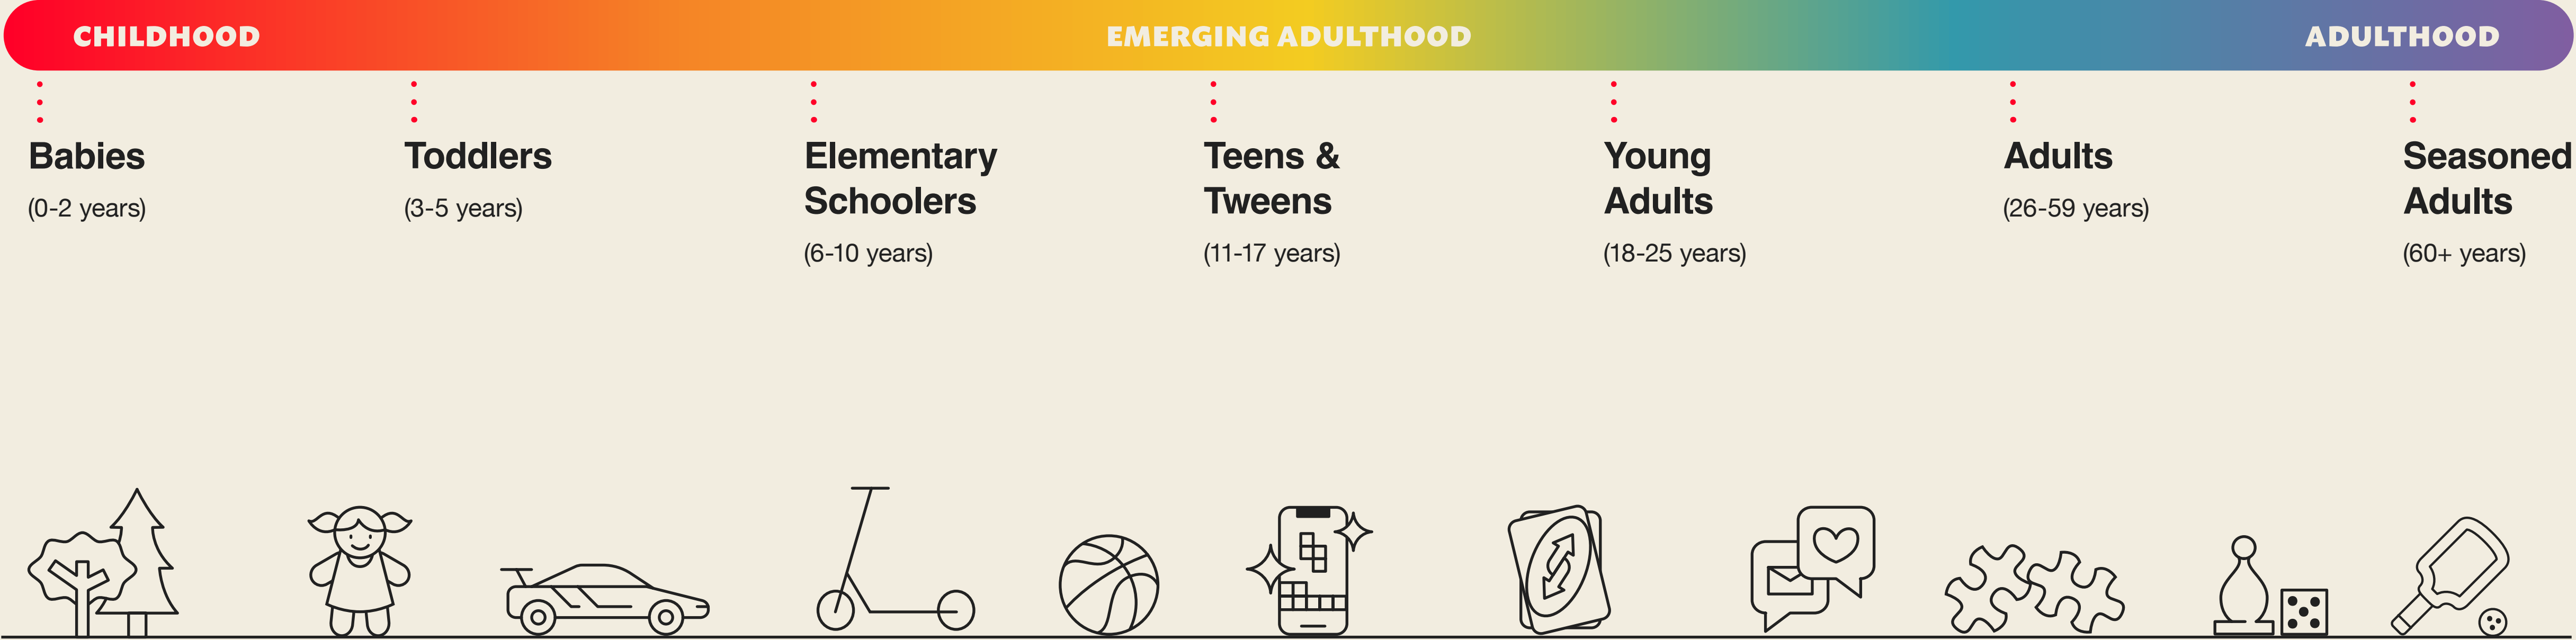 CHILDHOOD
EMERGING ADULTHOOD
ADULTHOOD
Babies
(0-2 years)
Toddlers
(3-5 years)
Elementary
Schoolers
(6-10 years)
Teens &
Tweens
(11-17 years)
Young
Adults
(18-25 years)
Adults
(26-59 years)
Seasoned
Adults
(60+ years)